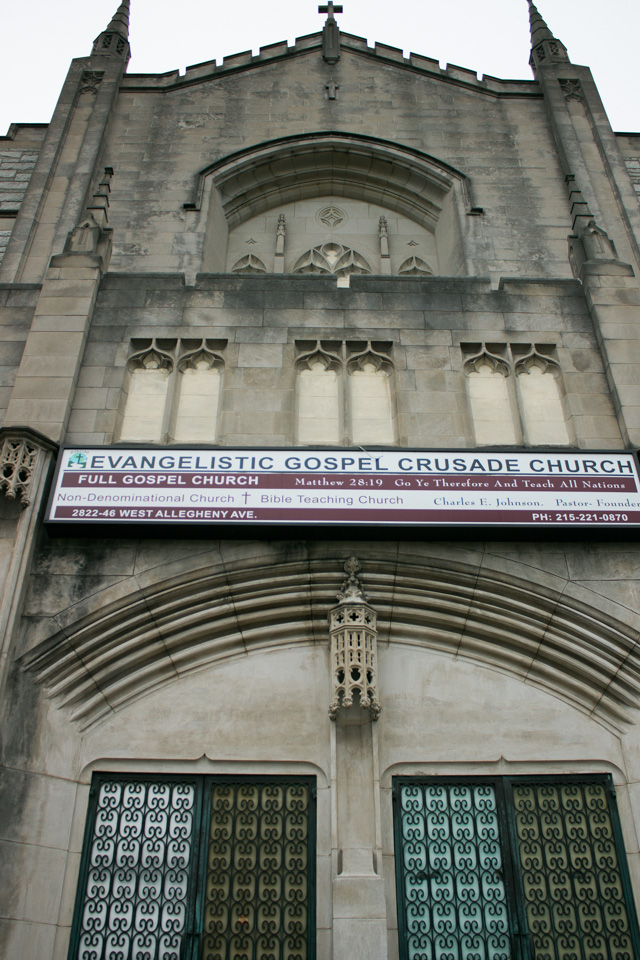 EVANGELISTIC GOSPEL CRUSADE CHURCH
FULL GOSPEL CHURCH Matthew 28:19 Go Ye Therefore And Teach All Nations
Non-Denominational Church Bible Teaching Church Charles E. Johnson. Pastor- Founder
2822-46 WEST ALLEGHENY AVE. PH: 215-221-0870